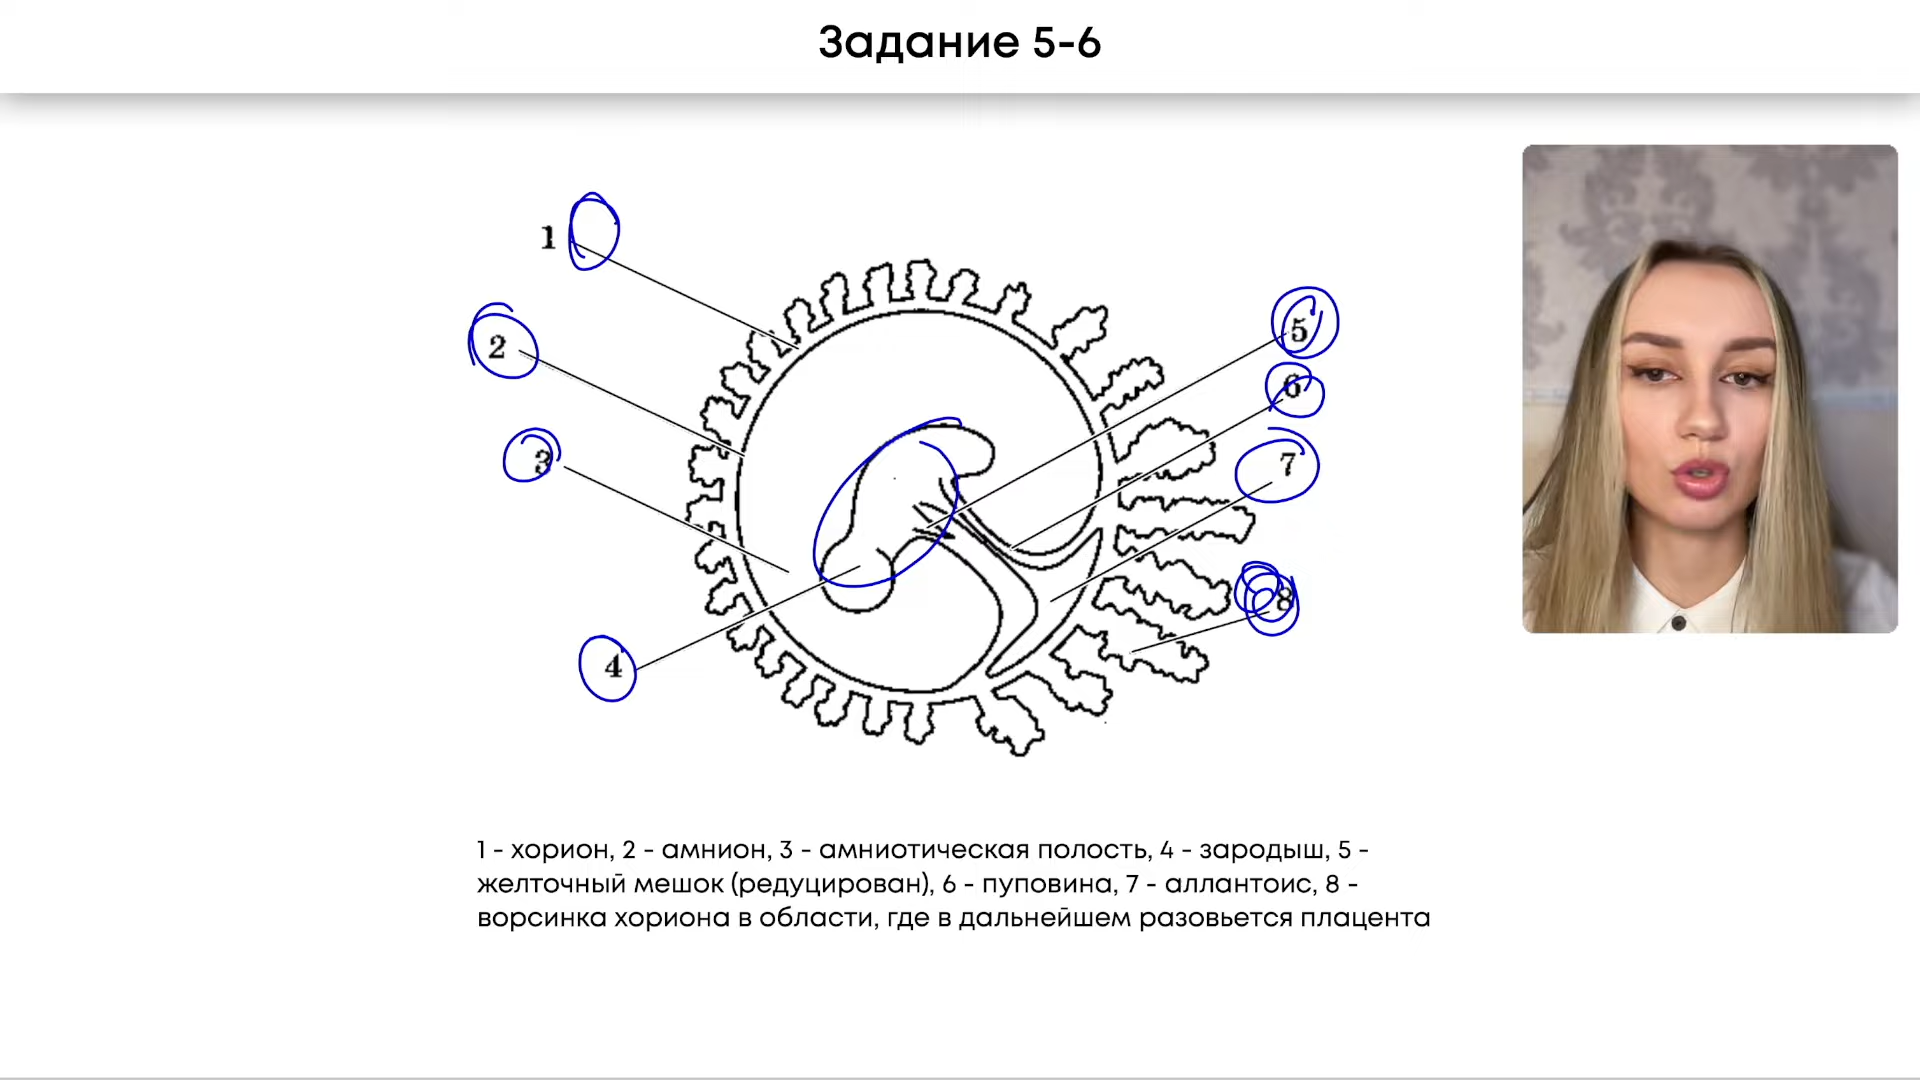 Задание 5-6
1
2
3
4
5
6
7
8
1 - хорион, 2 - амнион, 3 - амниотическая полость, 4 - зародыш, 5 -
желточный мешок (редуцирован), 6 - пуповина, 7 - аллантоис, 8 -
ворсинка хориона в области, где в дальнейшем разовьется плацента